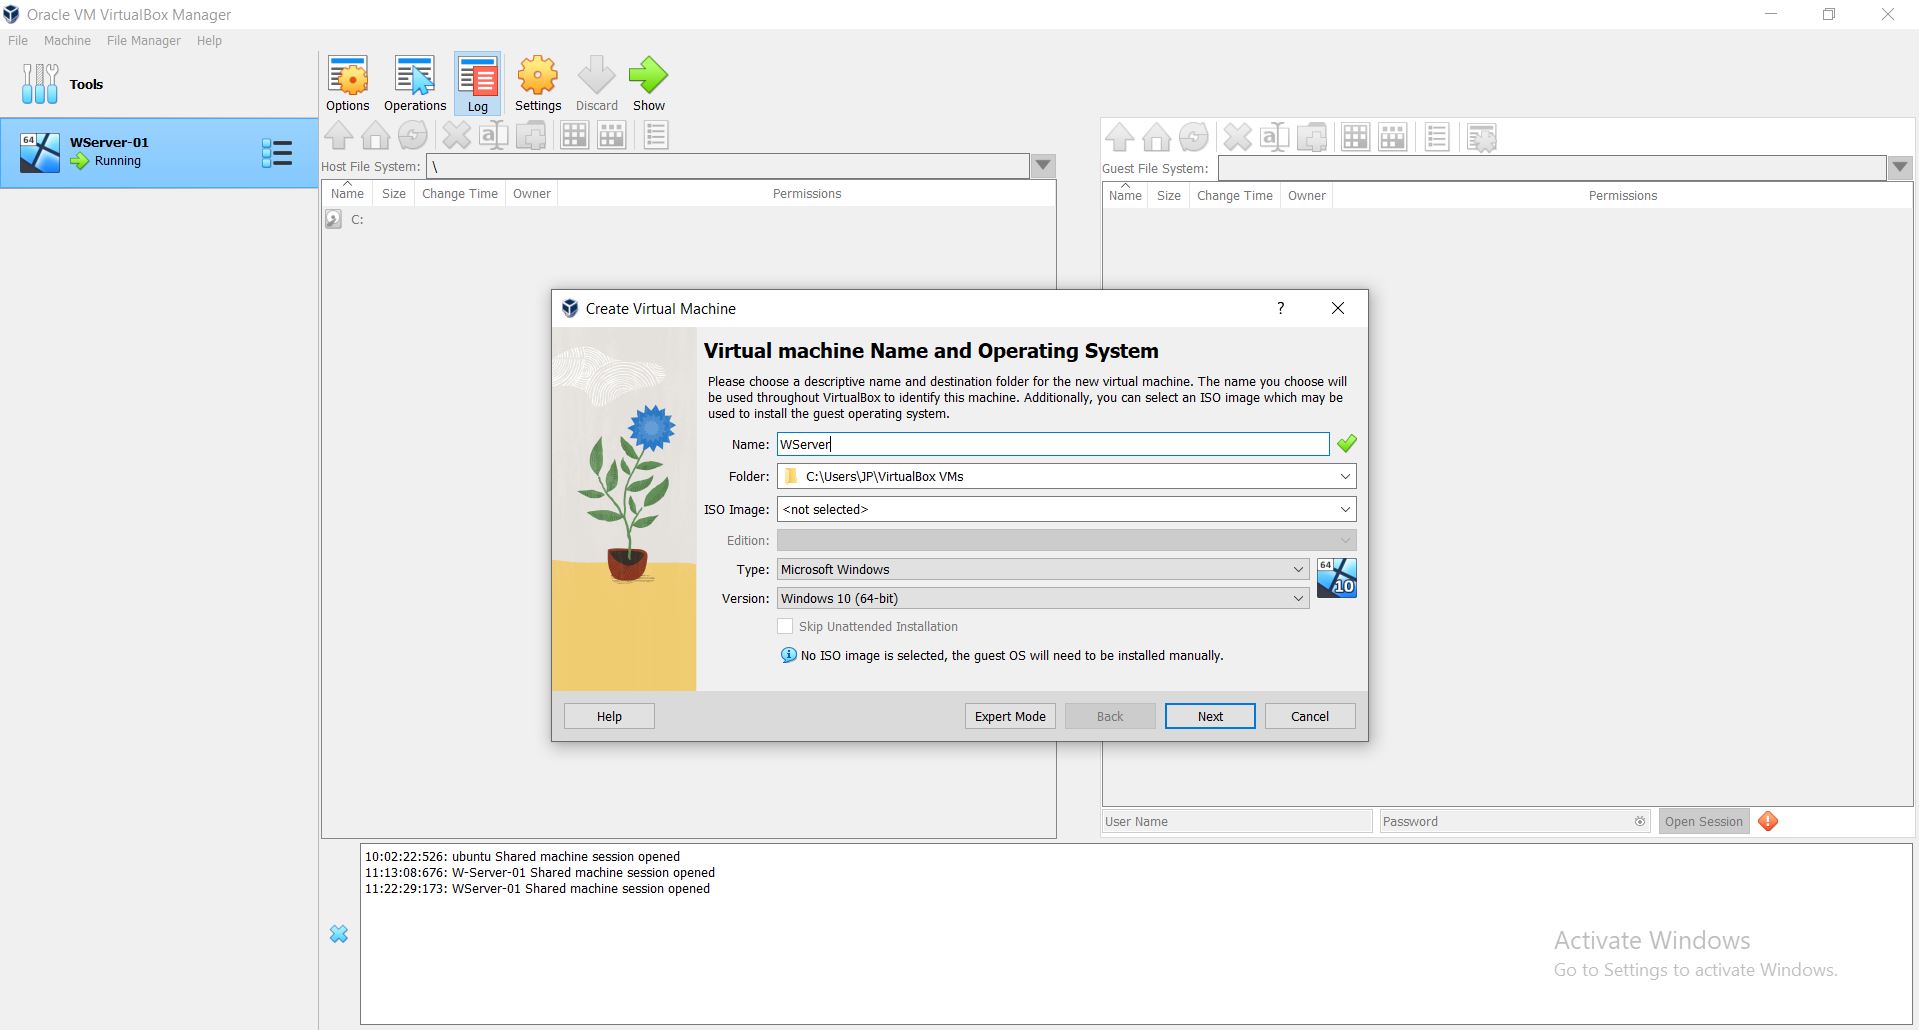 Oracle VM VirtualBox Manager
File Machine File Manager Help
Tools
64
WServer-01
Running
Options Operations Log Settings Discard Show
Host File System: \
Name Size Change Time Owner Permissions
C:
Guest File System:
Name Size Change Time Owner Permissions
Create Virtual Machine
?
Virtual machine Name and Operating System
Please choose a descriptive name and destination folder for the new virtual machine. The name you choose will
be used throughout VirtualBox to identify this machine. Additionally, you can select an ISO image which may be
used to install the guest operating system.
Name: WServer
Folder: C:\Users\JP\VirtualBox VMs
ISO Image: <not selected>
Edition:
Type: Microsoft Windows
64
10
Version: Windows 10 (64-bit)
Skip Unattended Installation
No ISO image is selected, the guest OS will need to be installed manually.
Help Expert Mode Back Next Cancel
User Name Password Open Session
10:02:22:526: ubuntu Shared machine session opened
11:13:08:676: W-Server-01 Shared machine session opened
11:22:29:173: WServer-01 Shared machine session opened
Activate Windows
Go to Settings to activate Windows.